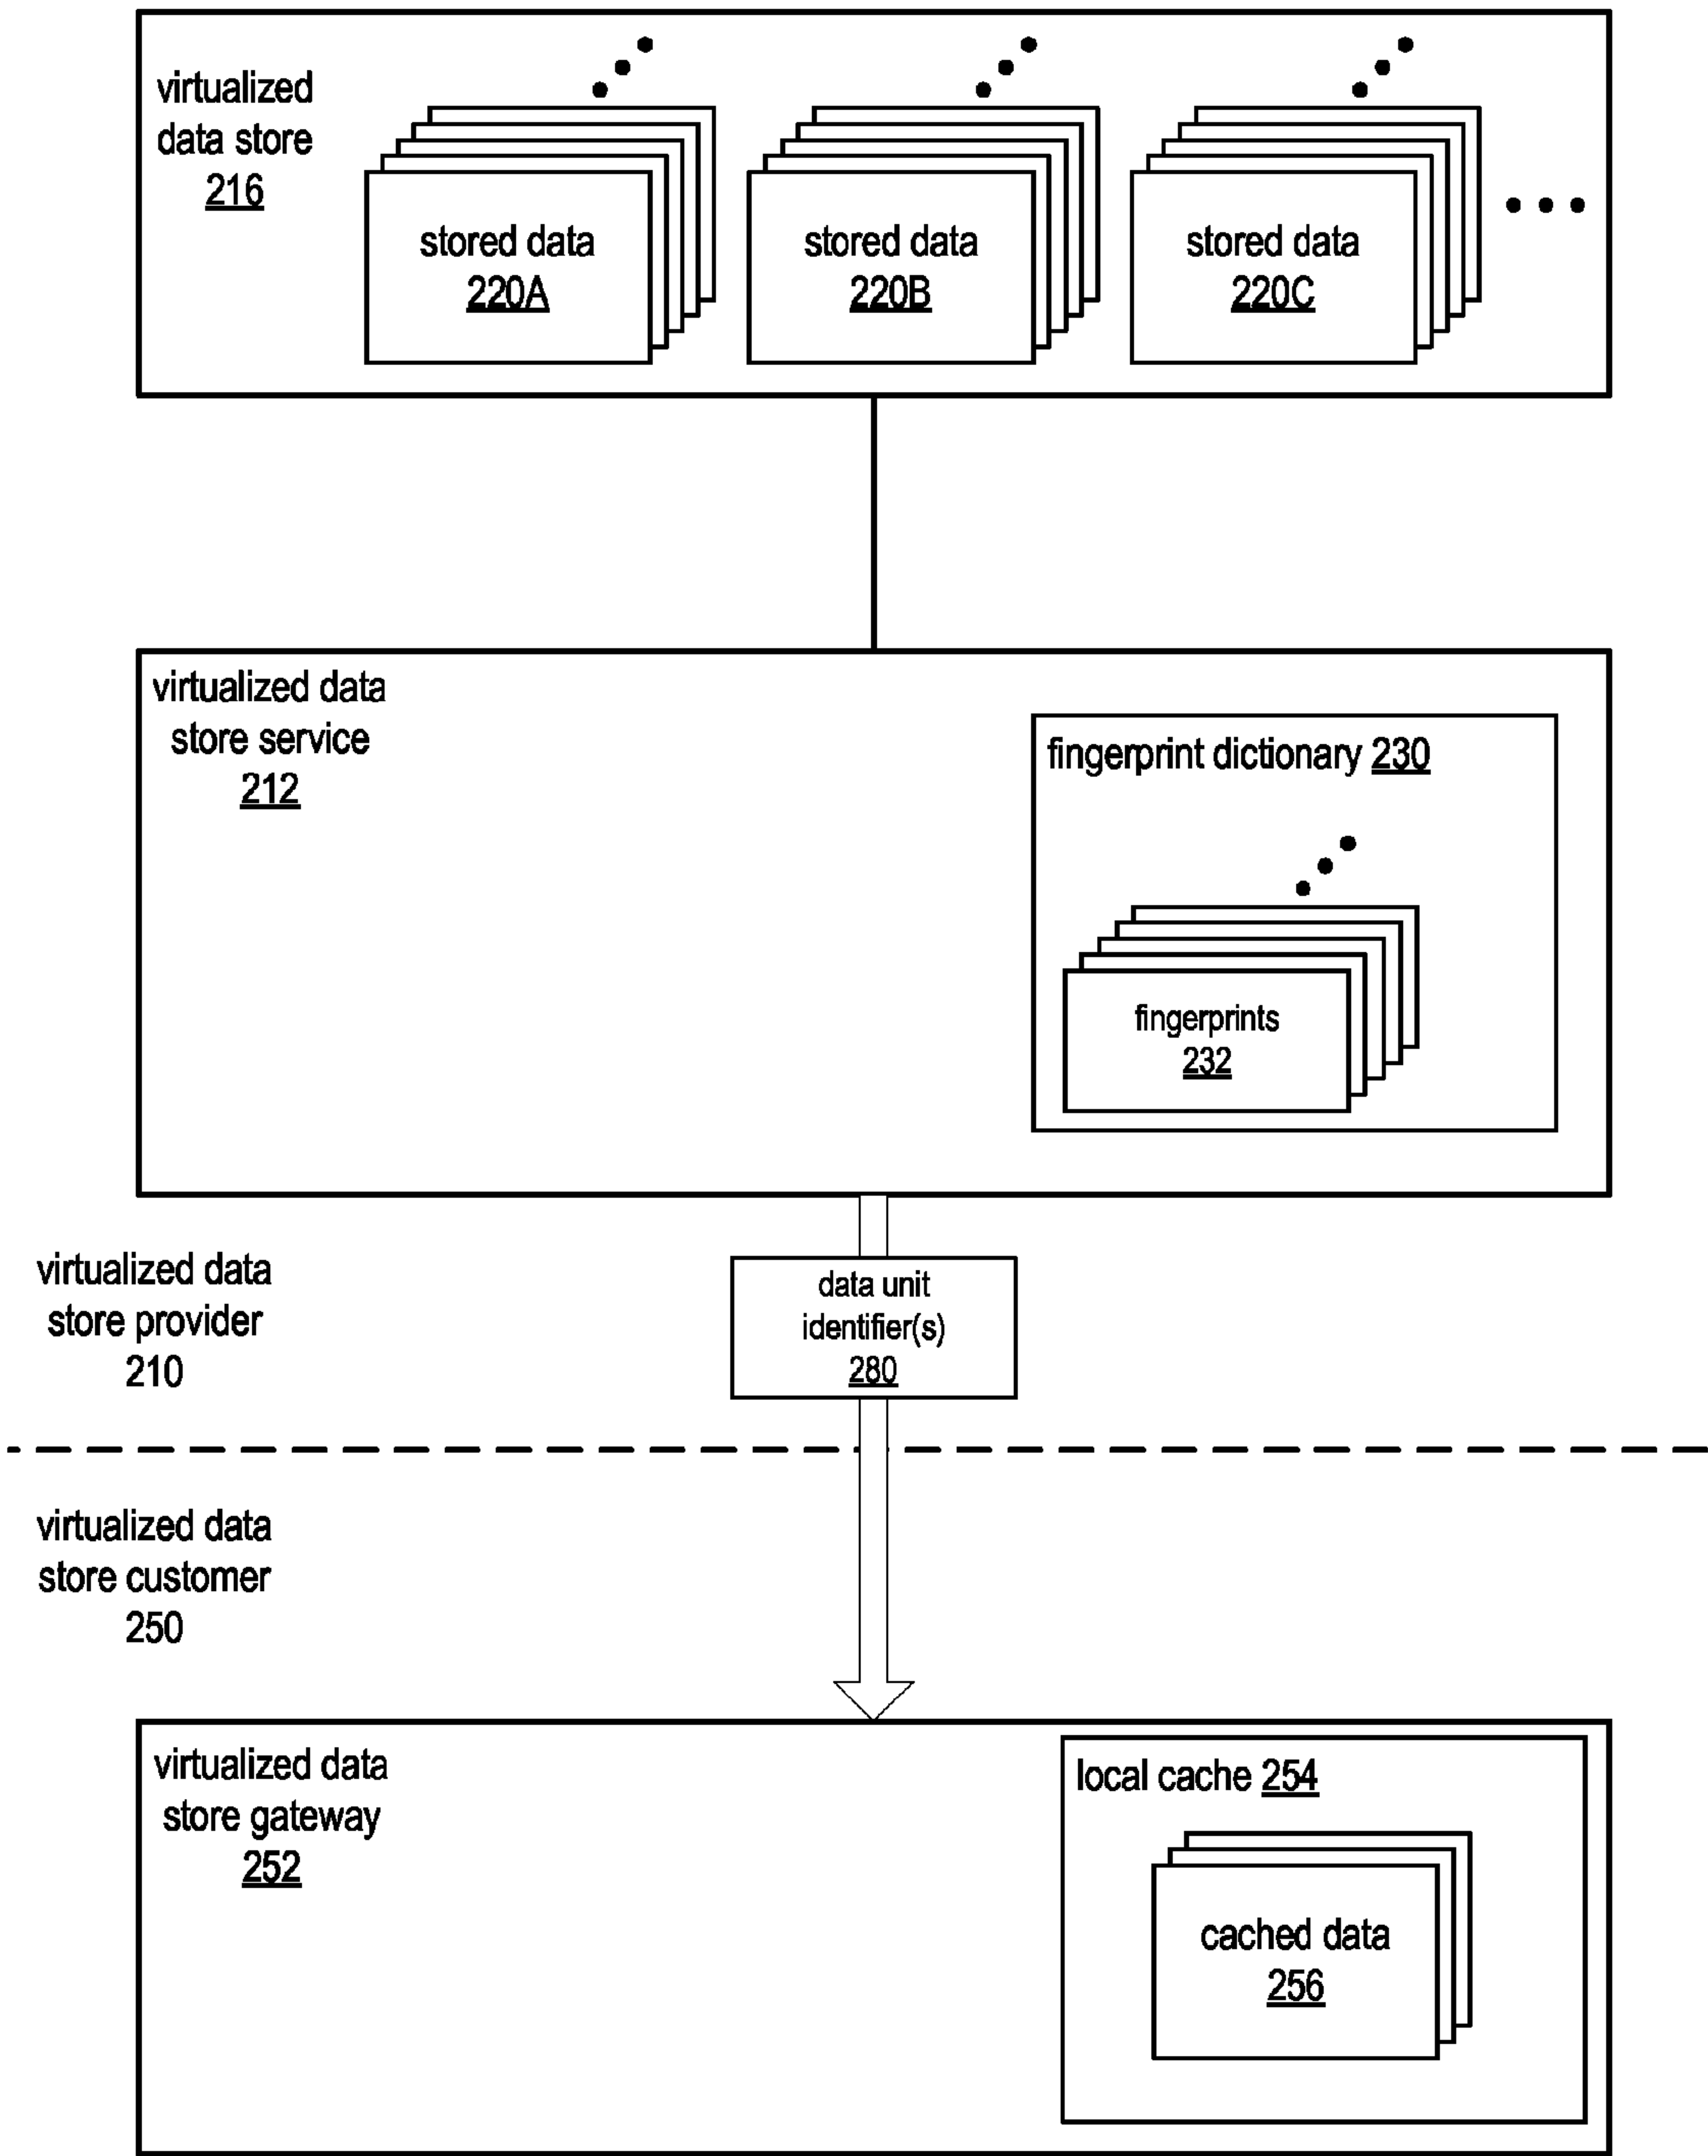 virtualized
data store
216
stored data
220A
stored data
220B
stored data
220C
virtualized data
store service
212
fingerprint dictionary 230
fingerprints
232
virtualized data
store provider
210
data unit
identifier(s)
280
virtualized data
store customer
250
virtualized data
store gateway
252
local cache 254
cached data
256